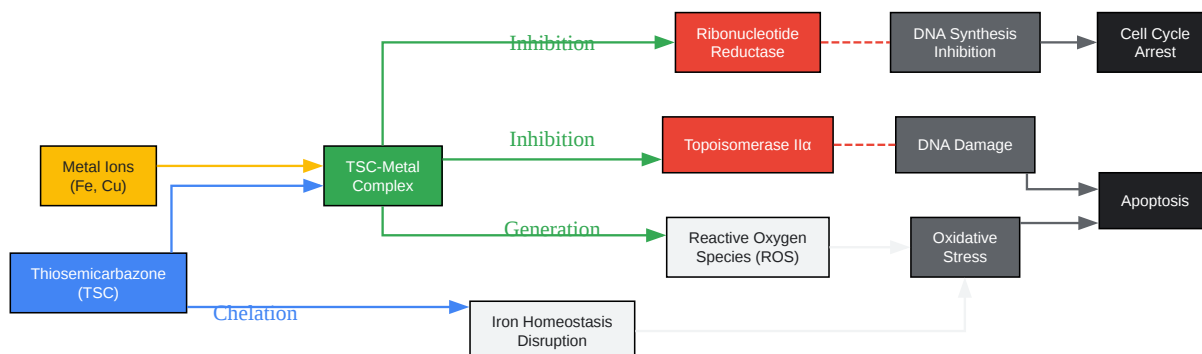 Inhibition
Ribonucleotide
Reductase
DNA Synthesis
Inhibition
Cell Cycle
Arrest
Metal Ions
(Fe, Cu)
TSC-Metal
Complex
Inhibition
Topoisomerase IIα
DNA Damage
Apoptosis
Generation
Reactive Oxygen
Species (ROS)
Oxidative
Stress
Thiosemicarbazone
(TSC)
Chelation
Iron Homeostasis
Disruption